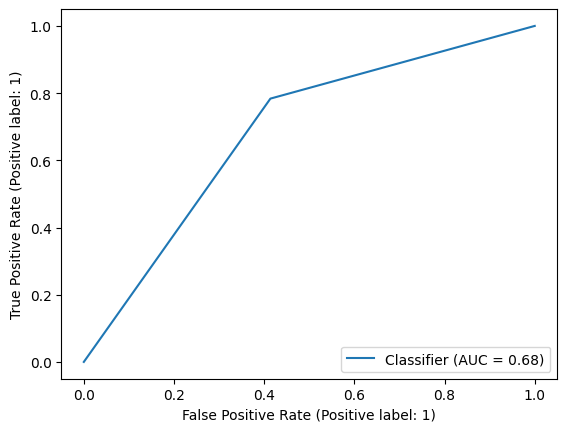 True Positive Rate (Positive label: 1)
1.0
0.8
0.6
0.4
0.2
0.0
Classifier (AUC = 0.68)
0.0 0.2 0.4 0.6 0.8 1.0
False Positive Rate (Positive label: 1)